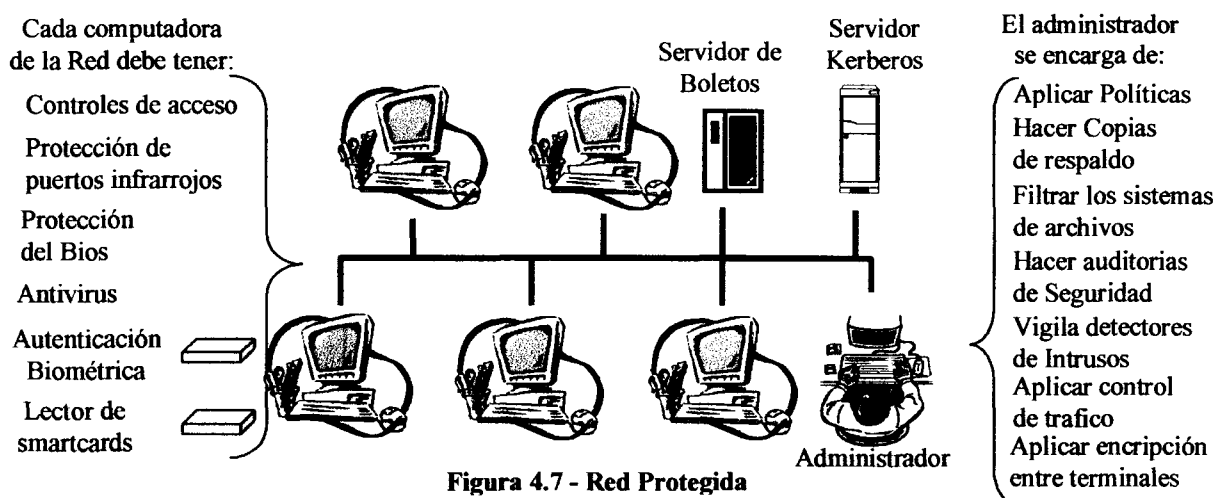 Cada computadora
de la Red debe tener:
Controles de acceso
Protección de
puertos infrarrojos
Protección
del Bios
Antivirus
Autenticación
Biométrica
Lector de
smartcards
Servidor de
Boletos
Servidor
Kerberos
Administrador
El administrador
se encarga de:
Aplicar Políticas
Hacer Copias
de respaldo
Filtrar los sistemas
de archivos
Hacer auditorias
de Seguridad
Vigila detectores
de Intrusos
Aplicar control
de trafico
Aplicar encripción
entre terminales
Figura 4.7 - Red Protegida